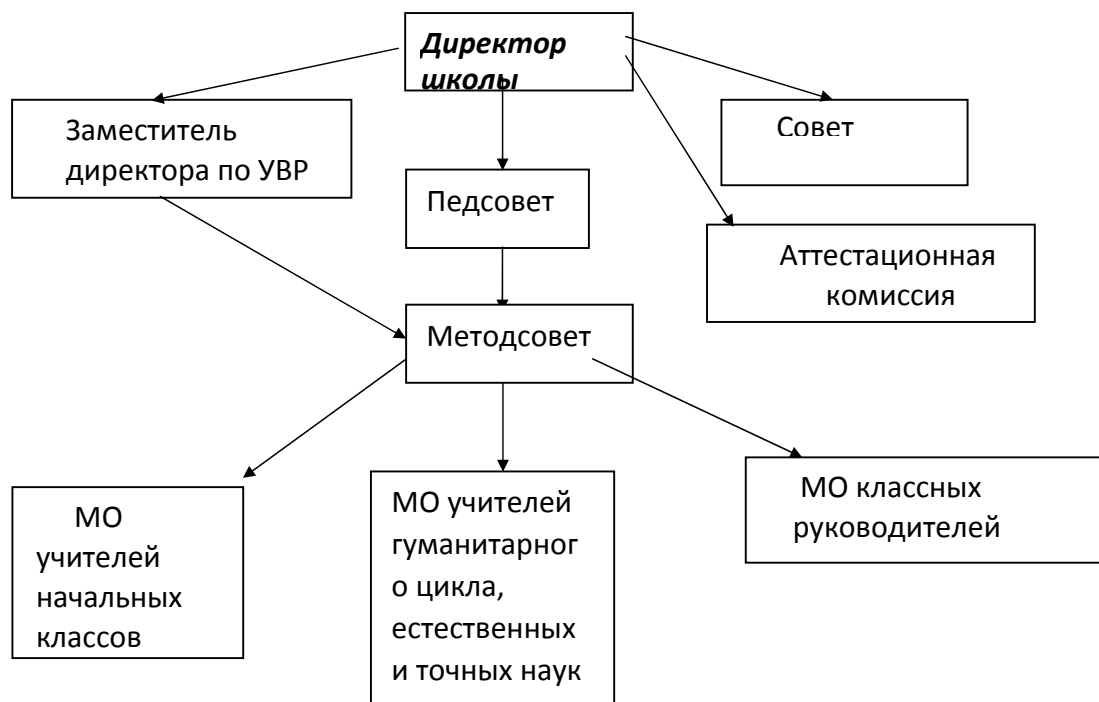 Директор
школы
Заместитель
директора по УВР
Совет
Педсовет
Аттестационная
комиссия
Методсовет
МО
учителей
начальных
классов
МО учителей
гуманитарног
о цикла,
естественных
и точных наук
МО классных
руководителей